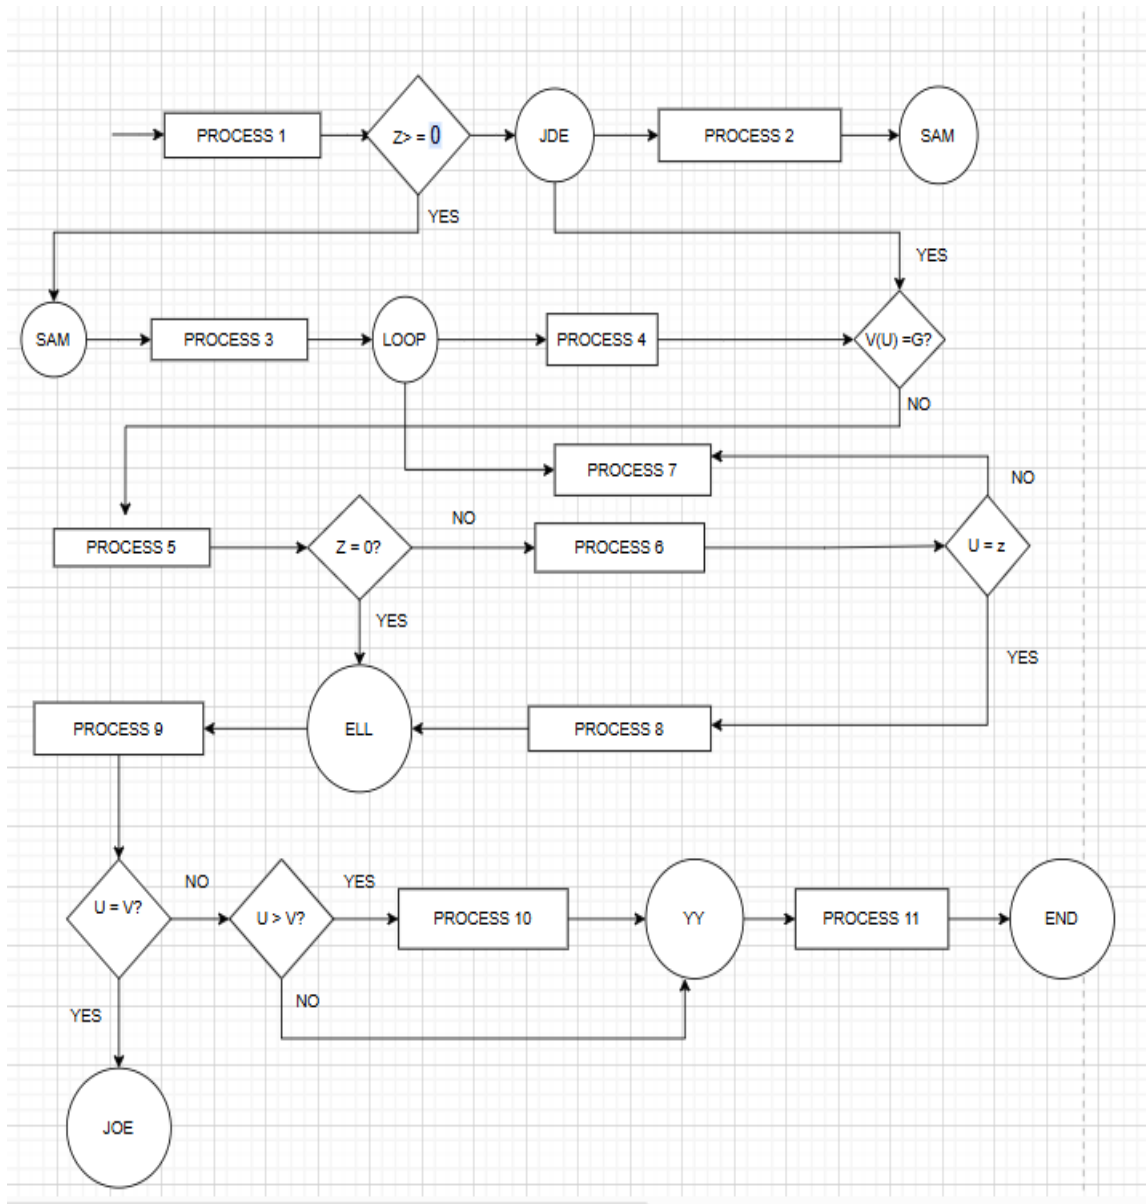 PROCESS 1
Z> = 0
JDE
PROCESS 2
SAM
YES
YES
SAM
PROCESS 3
LOOP
PROCESS 4
V(U) =G?
NO
PROCESS 7
NO
PROCESS 5
Z = 0?
NO
PROCESS 6
U = z
YES
YES
PROCESS 9
ELL
PROCESS 8
U = V?
NO
U > V?
YES
PROCESS 10
YY
PROCESS 11
END
NO
YES
JOE